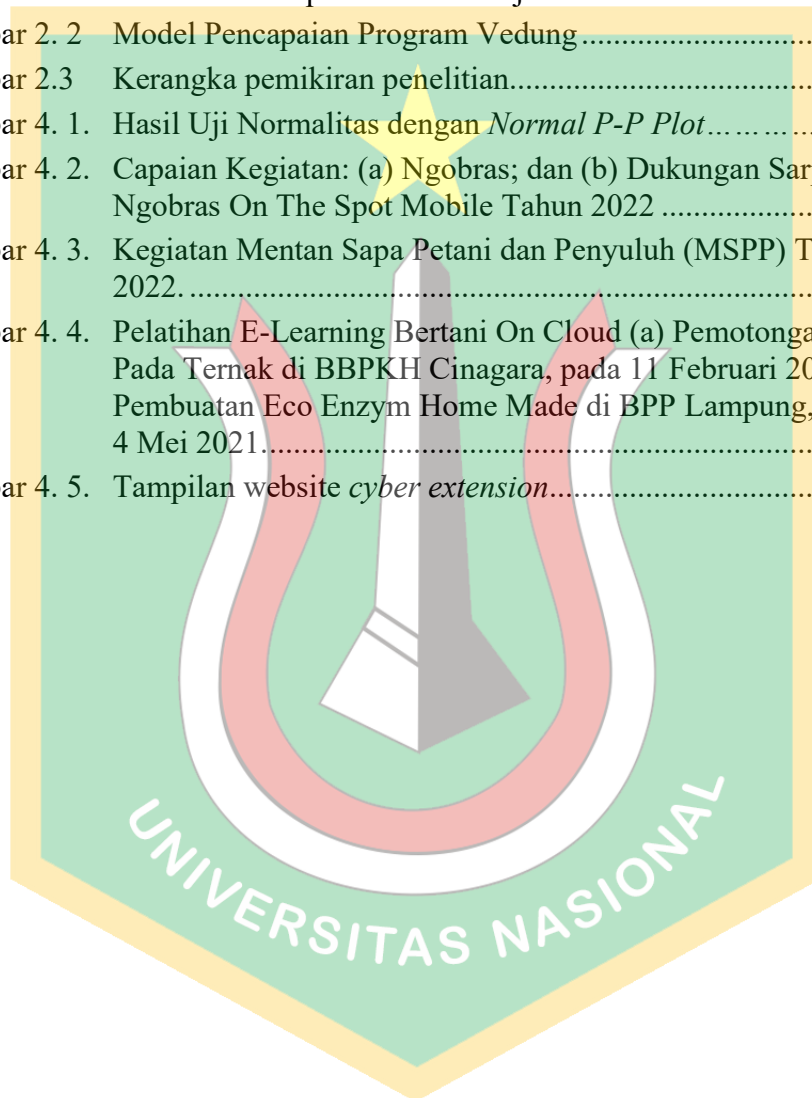 ar 2. 2 Model Pencapaian Program Vedung..............................
ar 2.3 Kerangka pemikiran penelitian....................................
ar 4. 1. Hasil Uji Normalitas dengan Normal P-P Plot..................
ar 4. 2. Capaian Kegiatan: (a) Ngobras; dan (b) Dukungan Sar
Ngobras On The Spot Mobile Tahun 2022 ....................
ar 4. 3. Kegiatan Mentan Sapa Petani dan Penyuluh (MSPP) T
2022. ................................................................................
ar 4. 4. Pelatihan E-Learning Bertani On Cloud (a) Pemotonga
Pada Ternak di BBPKH Cinagara, pada 11 Februari 20
Pembuatan Eco Enzym Home Made di BPP Lampung,
4 Mei 2021.......................................................................
ar 4. 5. Tampilan website cyber extension..................................
UNIVERSITAS NASIONAL